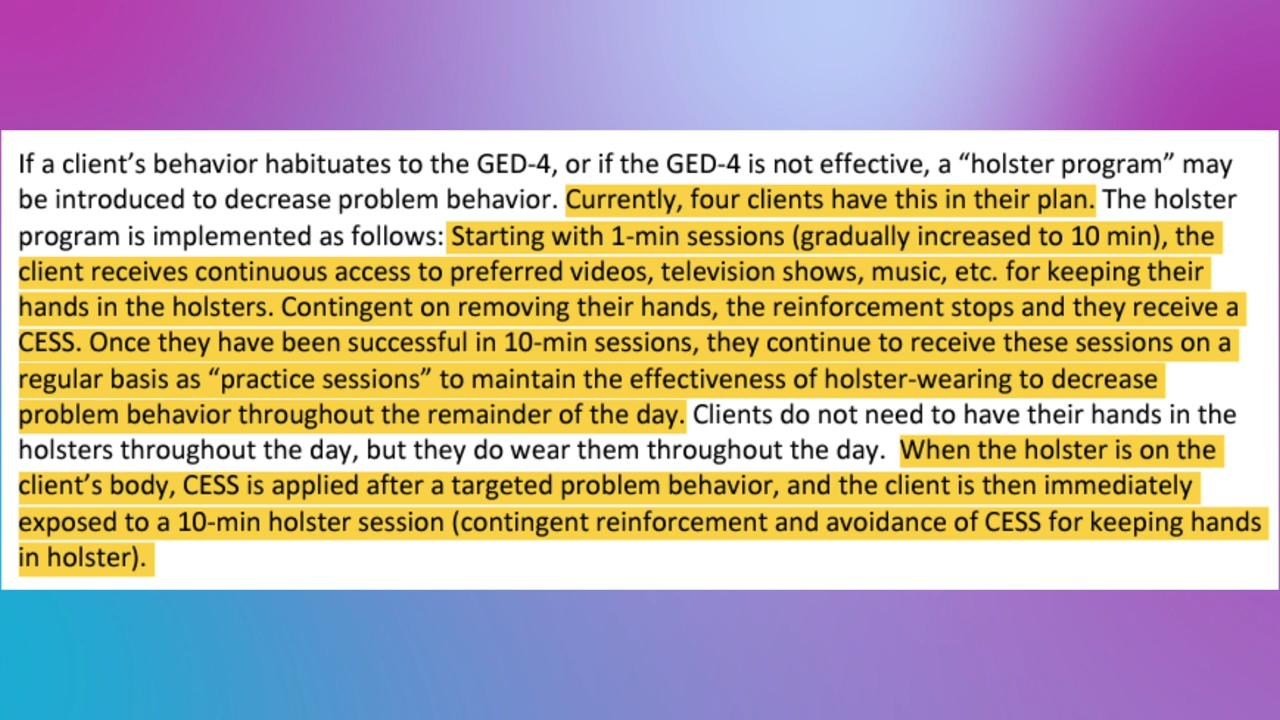 If a client’s behavior habituates to the GED-4, or if the GED-4 is not effective, a “holster program” may
be introduced to decrease problem behavior. Currently, four clients have this in their plan. The holster
program is implemented as follows: Starting with 1-min sessions (gradually increased to 10 min), the
client receives continuous access to preferred videos, television shows, music, etc. for keeping their
hands in the holsters. Contingent on removing their hands, the reinforcement stops and they receive a
CESS. Once they have been successful in 10-min sessions, they continue to receive these sessions on a
regular basis as “practice sessions” to maintain the effectiveness of holster-wearing to decrease
problem behavior throughout the remainder of the day. Clients do not need to have their hands in the
holsters throughout the day, but they do wear them throughout the day. When the holster is on the
client’s body, CESS is applied after a targeted problem behavior, and the client is then immediately
exposed to a 10-min holster session (contingent reinforcement and avoidance of CESS for keeping hands
in holster).